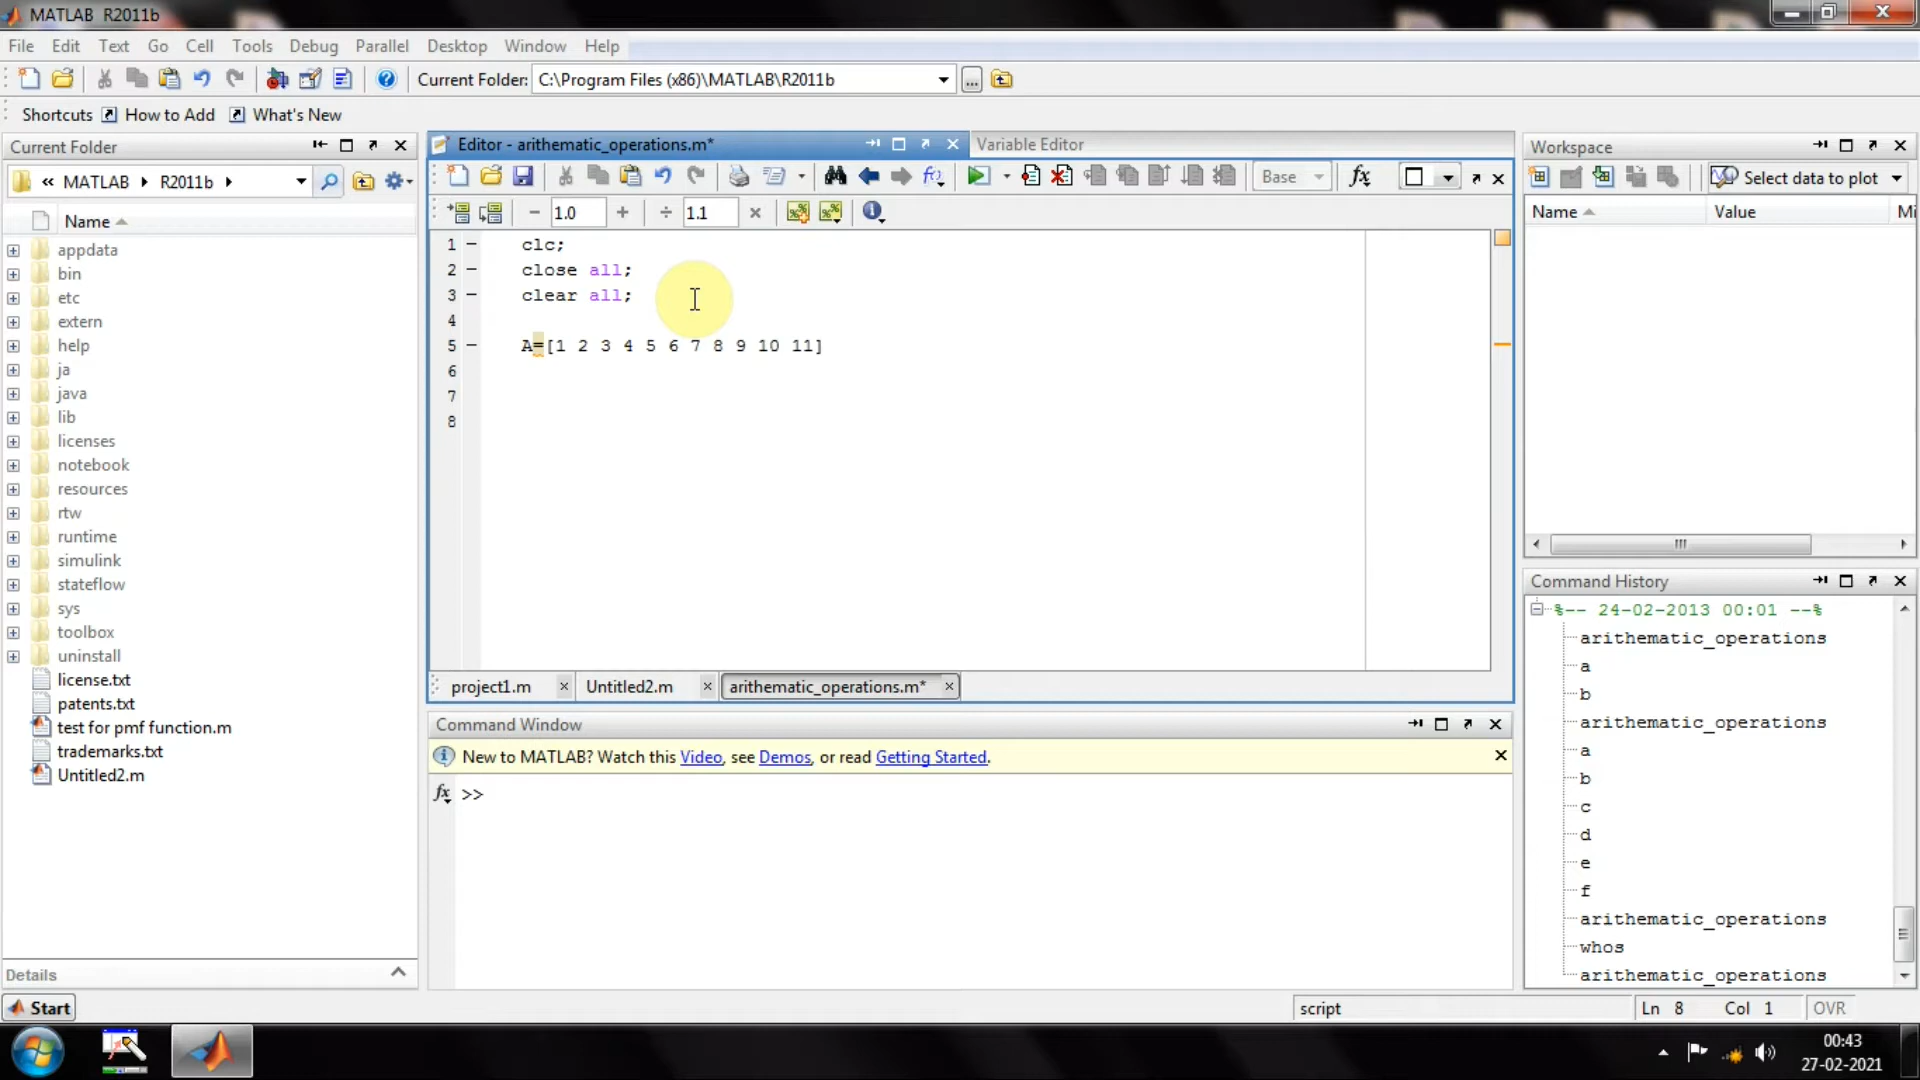 MATLAB R2011b
File Edit Text Go Cell Tools Debug Parallel Desktop Window Help
Current Folder: C:\Program Files (x86)\MATLAB\R2011b ...
Shortcuts How to Add What's New
Current Folder
« MATLAB R2011b
Name
appdata
bin
etc
extern
help
ja
java
lib
licenses
notebook
resources
rtw
runtime
simulink
stateflow
sys
toolbox
uninstall
license.txt
patents.txt
test for pmf function.m
trademarks.txt
Untitled2.m
Details
Editor - arithematic_operations.m*
Variable Editor
Base fx
− 1.0 + ÷ 1.1 ×
1 – clc;
2 – close all;
3 – clear all;
4
5 – A=[1 2 3 4 5 6 7 8 9 10 11]
6
7
8
project1.m Untitled2.m arithematic_operations.m*
Command Window
New to MATLAB? Watch this Video, see Demos, or read Getting Started.
fx >>
Workspace
Select data to plot
Name Value Mi
Command History
%-- 24-02-2013 00:01 --%
arithematic_operations
a
b
arithematic_operations
a
b
c
d
e
f
arithematic_operations
whos
arithematic_operations
Start
script Ln 8 Col 1 OVR
00:43
27-02-2021